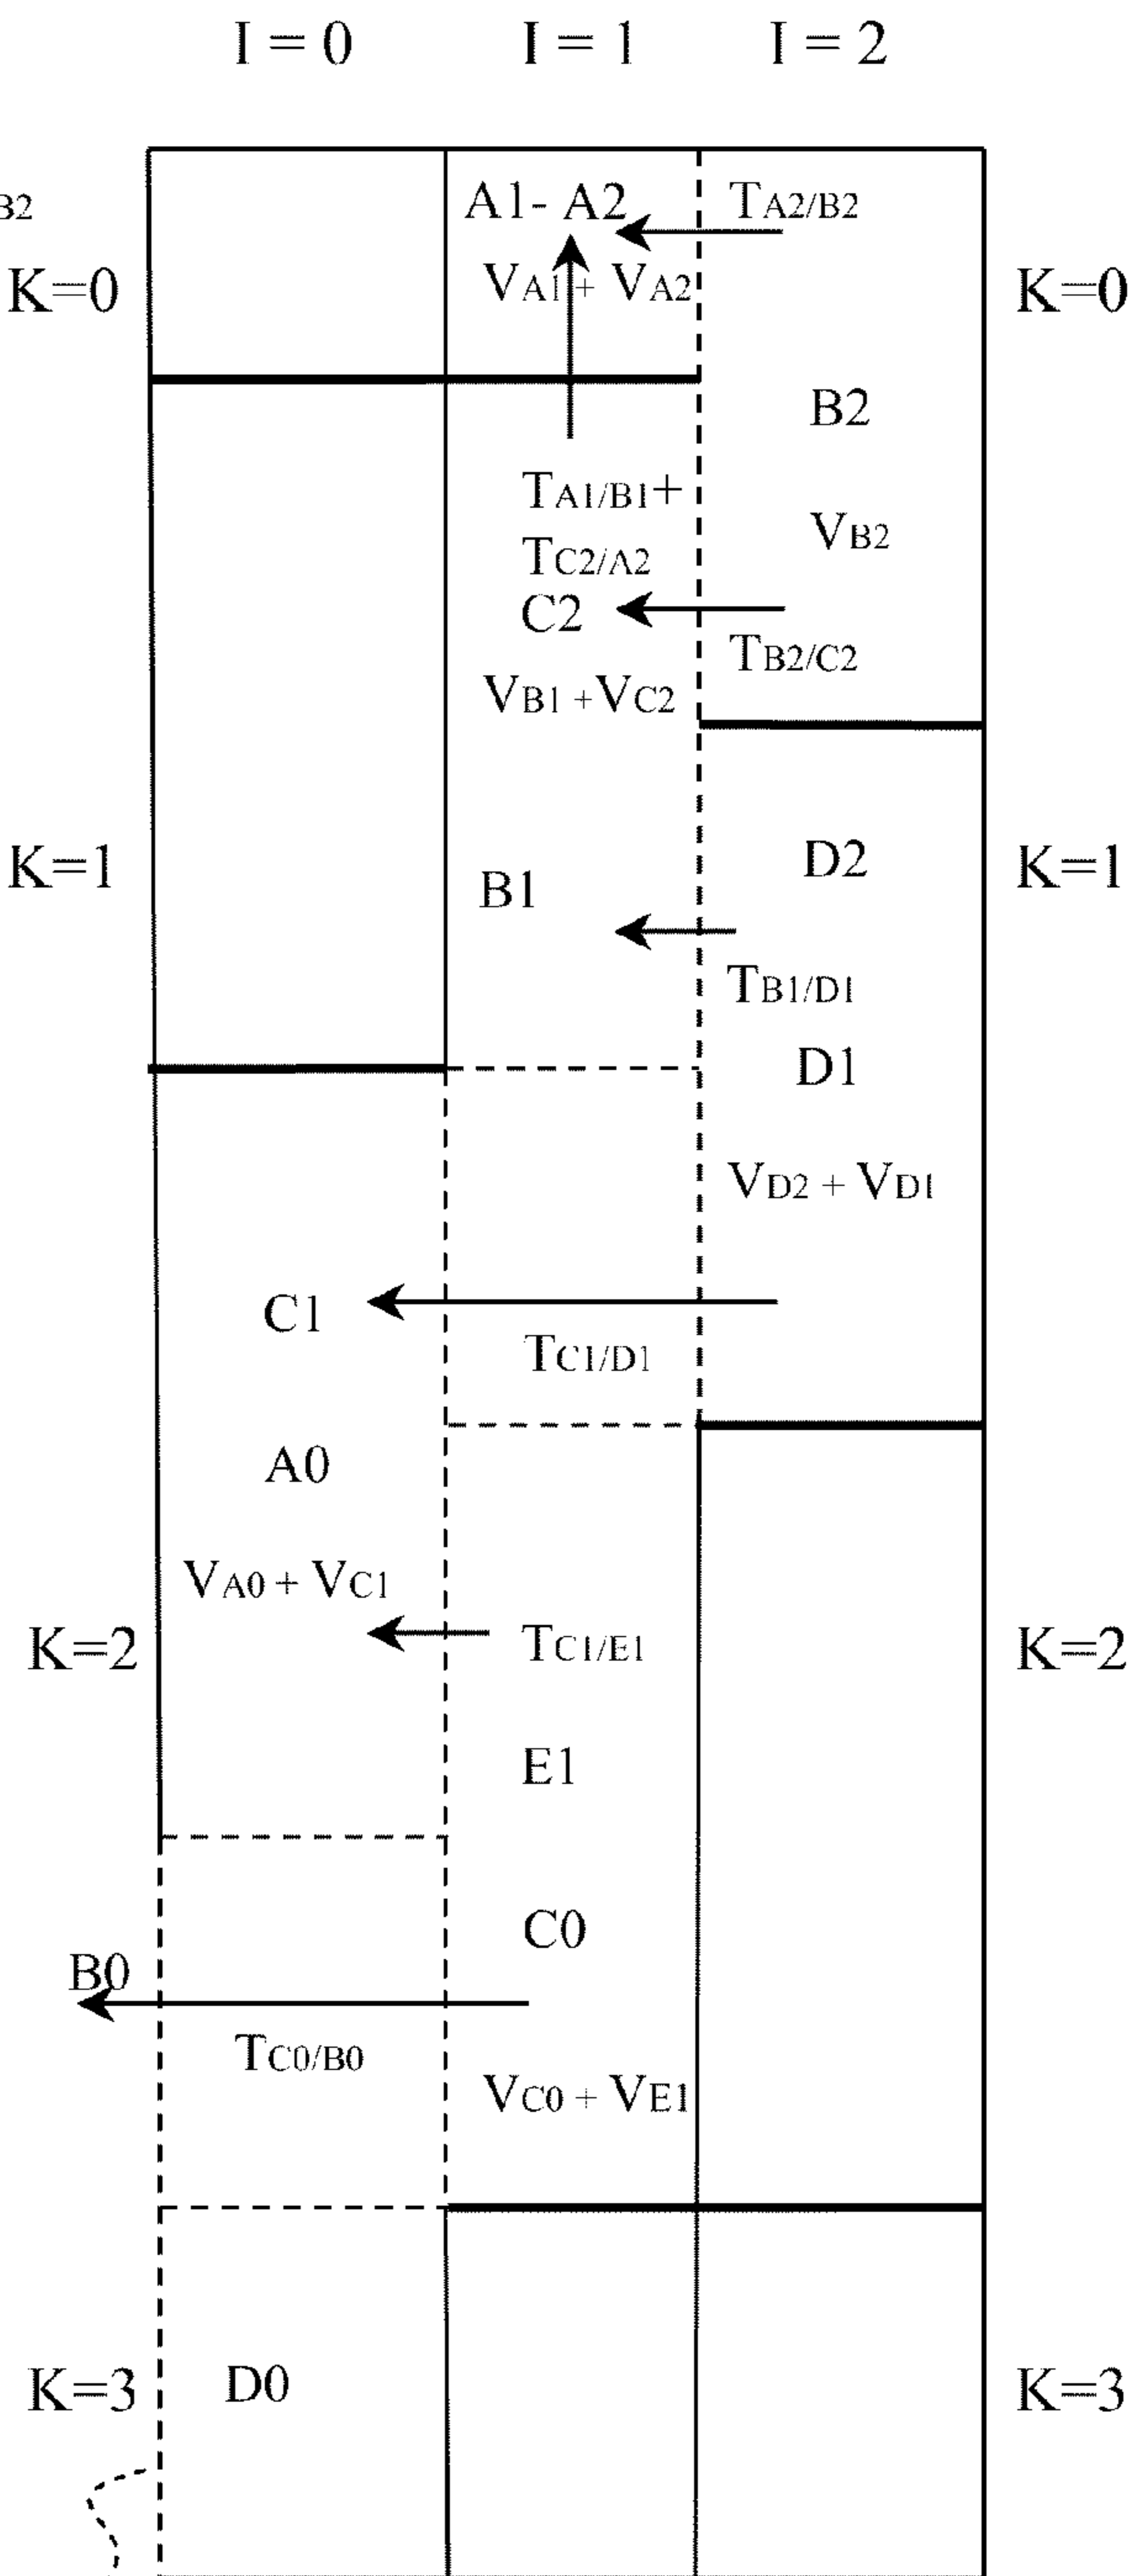 I = 0 I = 1 I = 2
B2
A1- A2 TA2/B2
K=0 VA1 + VA2 K=0
B2
TA1/B1+
VB2
TC2/A2
C2
TB2/C2
VB1 +VC2
K=1 B1 D2 K=1
TB1/D1
D1
VD2 + VD1
C1
TC1/D1
A0
VA0 + VC1
K=2 TC1/E1 K=2
E1
C0
B0
TC0/B0
VC0 + VE1
K=3 D0 K=3